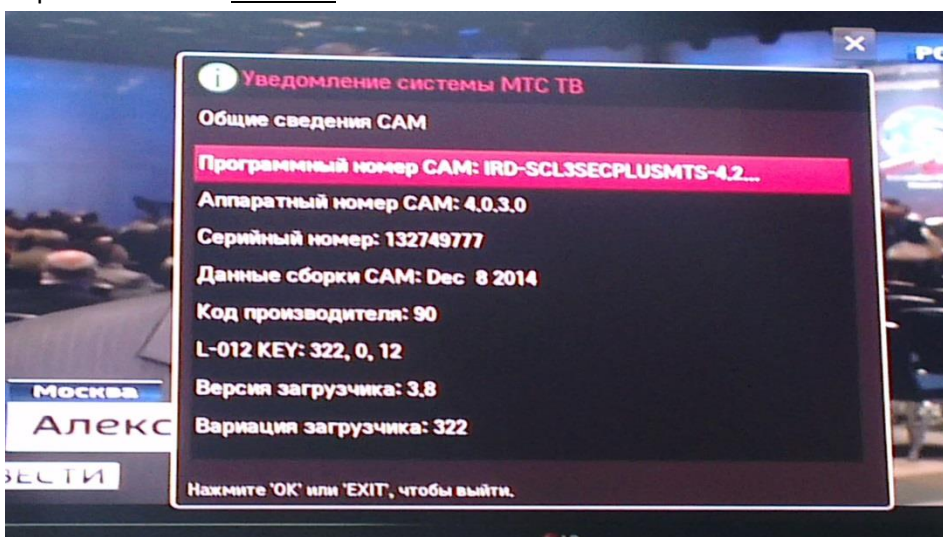 РО
Уведомление системы МТС ТВ
Общие сведения CAM
Программный номер CAM: IRD-SCL3SECPLUSMTS-4.2...
Аппаратный номер CAM: 4.0.3.0
Серийный номер: 132749777
Данные сборки CAM: Dec  8 2014
Код производителя: 90
L-012 KEY: 322, 0, 12
Версия загрузчика: 3.8
Вариация загрузчика: 322
Нажмите 'OK' или 'EXIT', чтобы выйти.
Москва
Алекс
ВЕСТИ